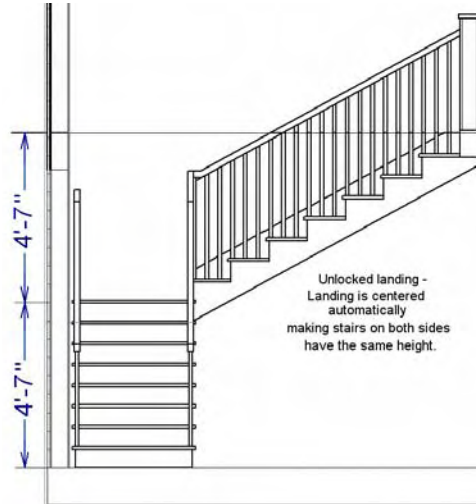 4'-7"
Unlocked landing -
Landing is centered
automatically
making stairs on both sides
have the same height.
4'-7"